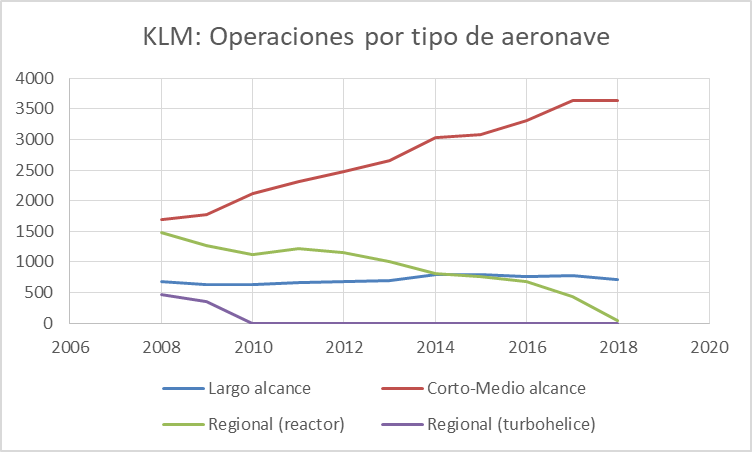 KLM: Operaciones por tipo de aeronave
4000
3500
3000
2500
2000
1500
1000
500
0
2006 2008 2010 2012 2014 2016 2018 2020
Largo alcance Corto-Medio alcance
Regional (reactor) Regional (turbohelice)